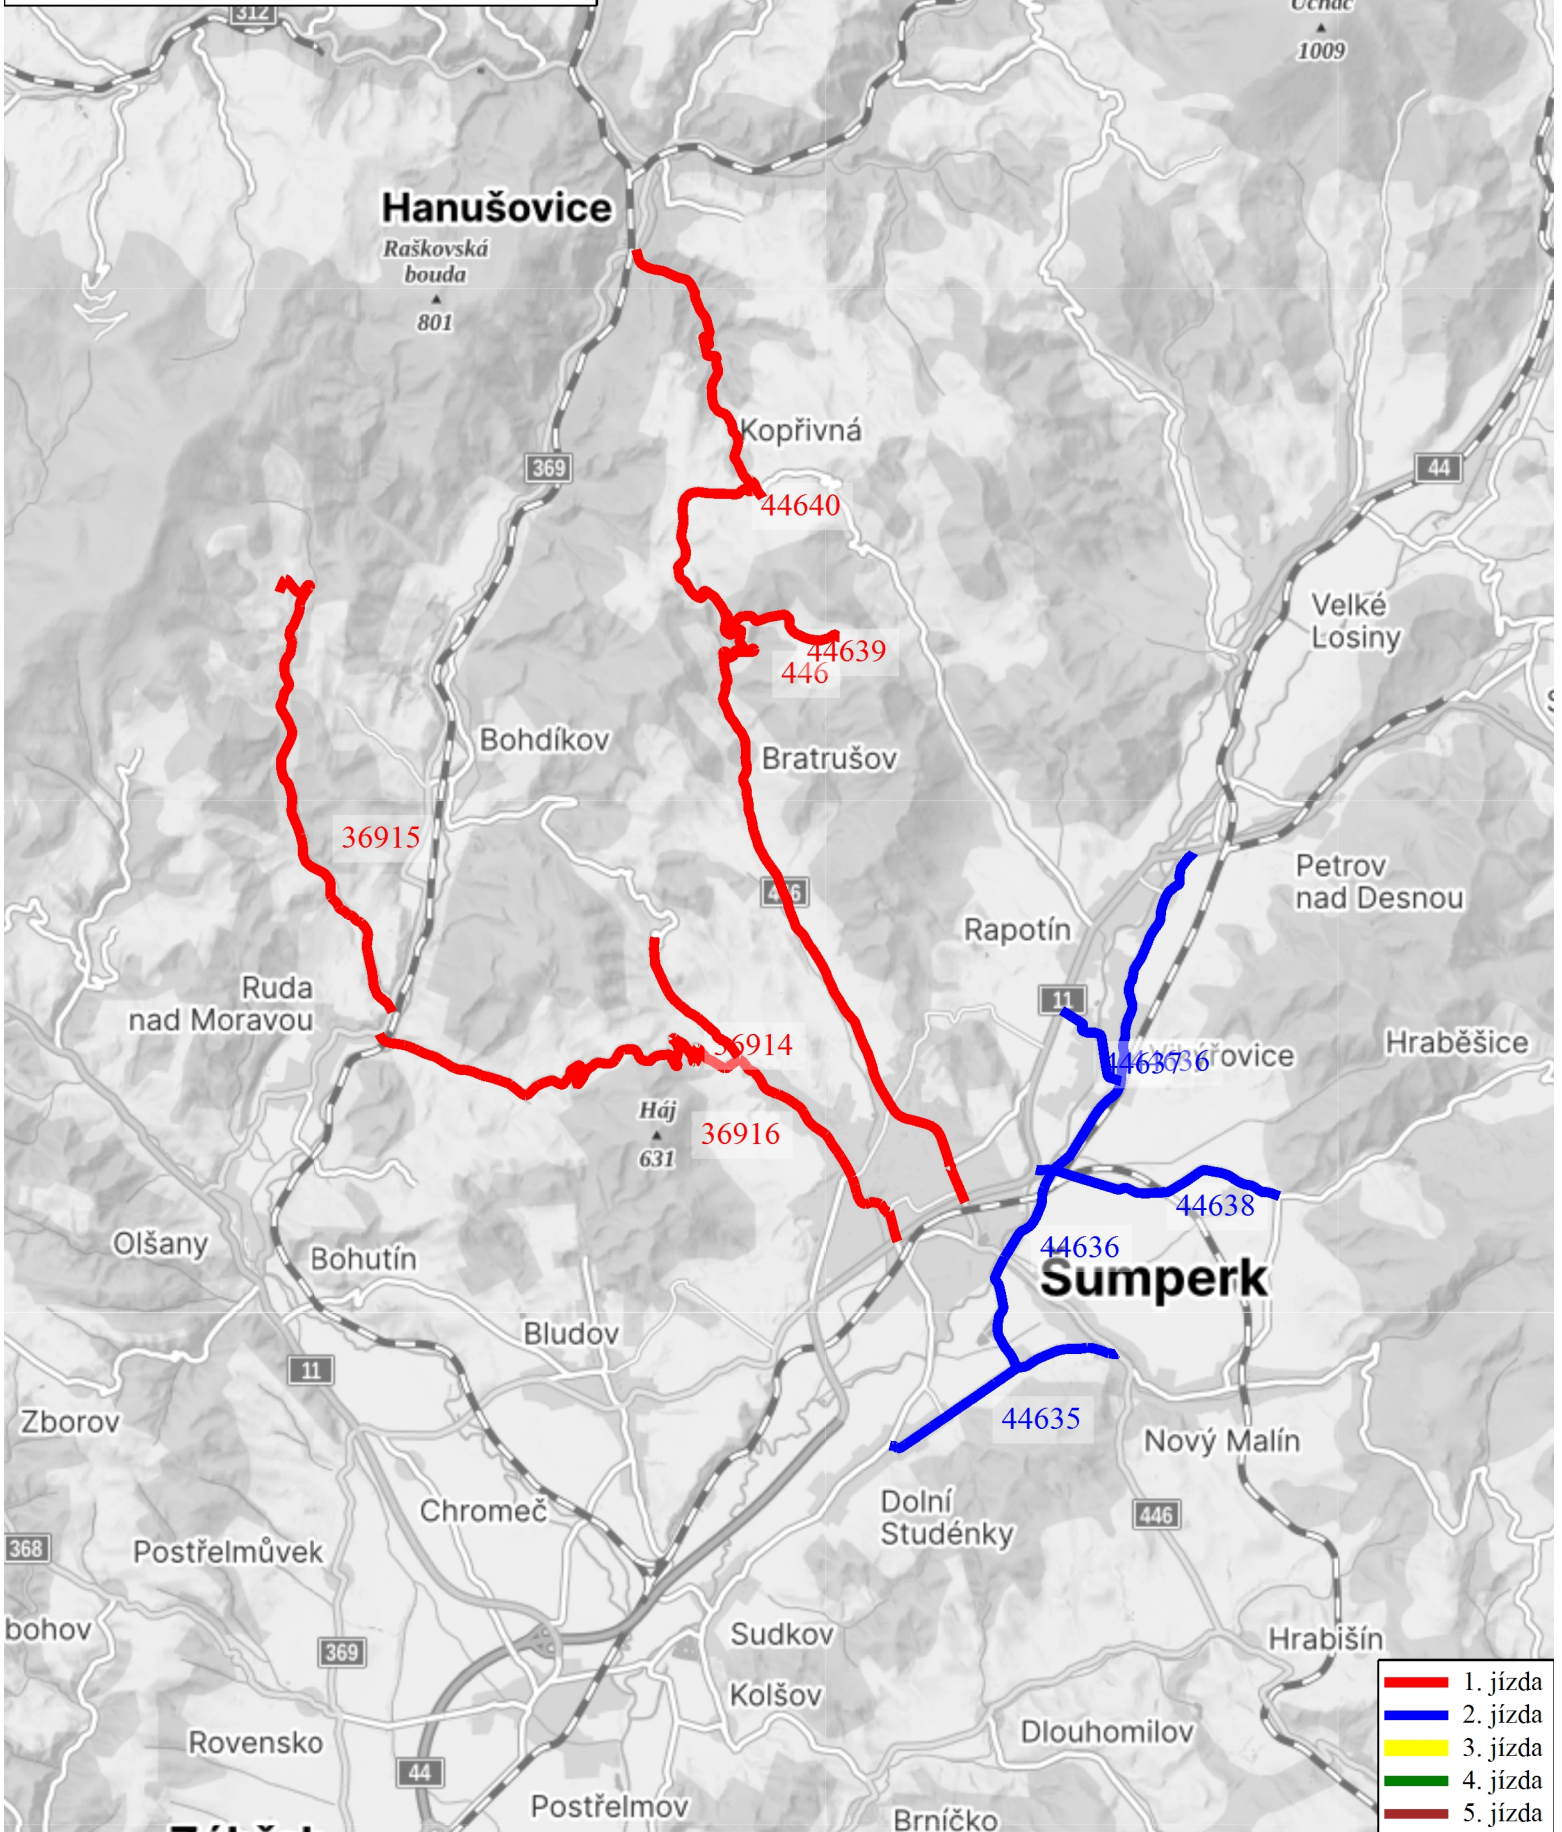 312
1009
Hanušovice
Raškovská
bouda
801
Kopřivná
369
44
44640
Velké
Losiny
44639
446
Bohdíkov
Bratrušov
36915
Petrov
nad Desnou
Rapotín
Ruda
nad Moravou
11
36914
44637
Hraběšice
Háj
631
36916
44638
Olšany
Bohutín
44636
Šumperk
Bludov
11
Zborov
44635
Nový Malín
Chromeč
Dolní
Studénky
446
368
Postřelmůvek
bohov
Sudkov
Hrabišín
369
Kolšov
Rovensko
Dlouhomilov
44
Postřelmov
Brníčko
1. jízda
2. jízda
3. jízda
4. jízda
5. jízda